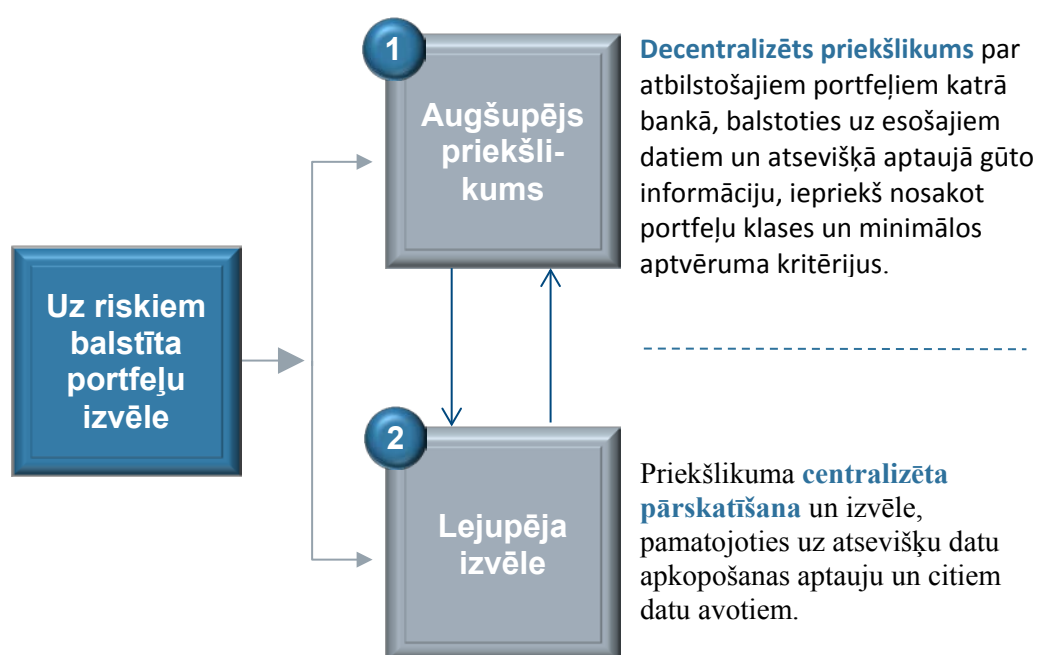 Uz riskiem
balstīta
portfeļu
izvēle
1
Augšupējs
priekšli-
kums
Decentralizēts priekšlikums par
atbilstošajiem portfeļiem katrā
bankā, balstoties uz esošajiem
datiem un atsevišķā aptaujā gūto
informāciju, iepriekš nosakot
portfeļu klases un minimālos
aptvēruma kritērijus.
2
Lejupēja
izvēle
Priekšlikuma centralizēta
pārskatīšana un izvēle,
pamatojoties uz atsevišķu datu
apkopošanas aptauju un citiem
datu avotiem.